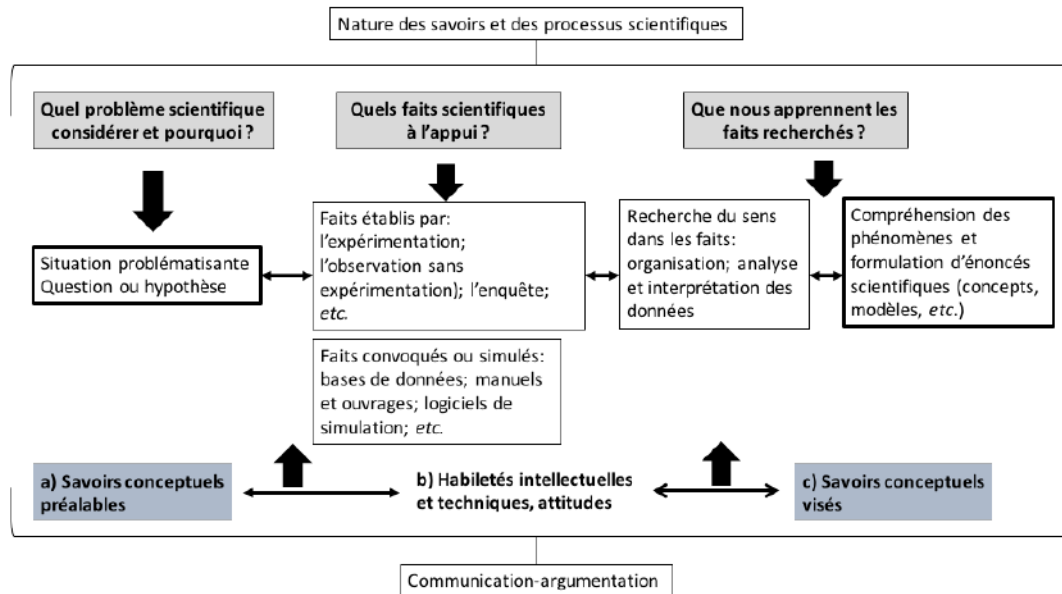 Nature des savoirs et des processus scientifiques
Quel problème scientifique
considérer et pourquoi ?
Quels faits scientifiques
à l'appui ?
Que nous apprennent les
faits recherchés ?
Situation problématisante
Question ou hypothèse
Faits établis par:
l'expérimentation;
l'observation sans
expérimentation); l'enquête;
etc.
Recherche du sens
dans les faits:
organisation; analyse
et interprétation des
données
Compréhension des
phénomènes et
formulation d'énoncés
scientifiques (concepts,
modèles, etc.)
Faits convoqués ou simulés:
bases de données; manuels
et ouvrages; logiciels de
simulation; etc.
a) Savoirs conceptuels
préalables
b) Habiletés intellectuelles
et techniques, attitudes
c) Savoirs conceptuels
visés
Communication-argumentation